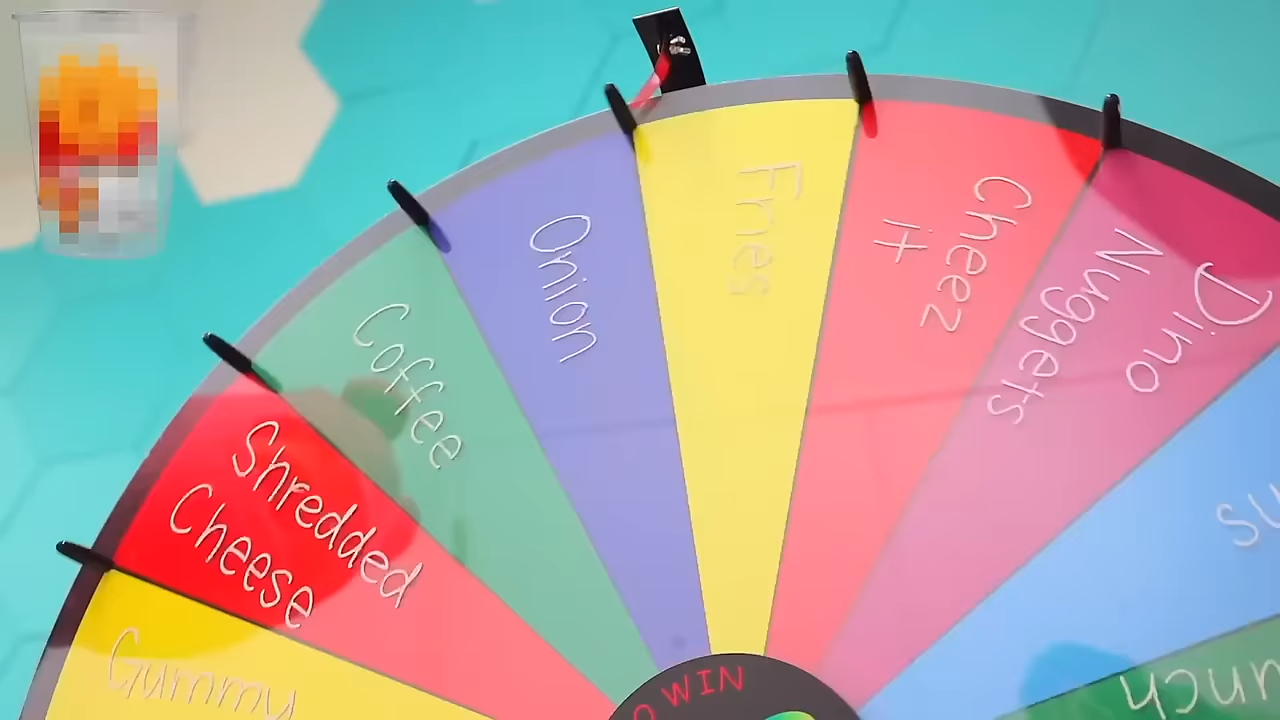 Gummy
Shredded
Cheese
Coffee
Onion
Fries
Cheez
it
Dino
Nuggets
WIN